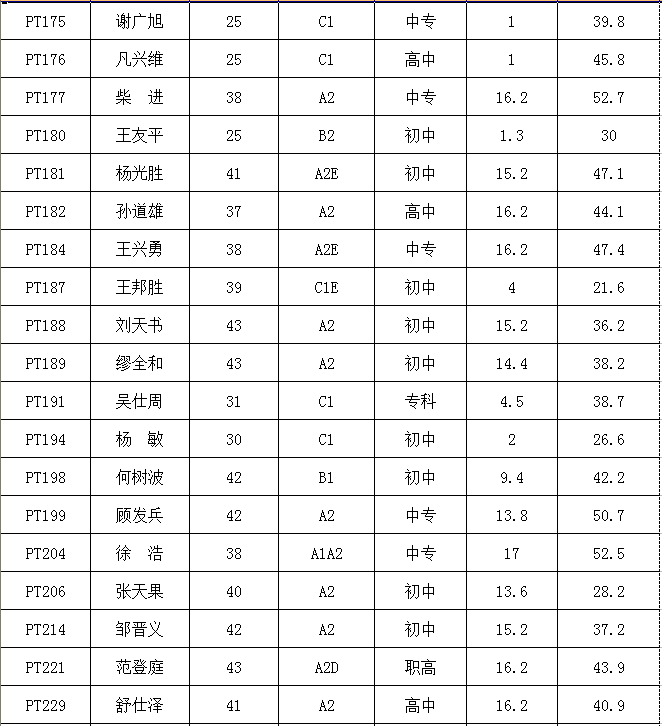 PT175 谢广旭 25 C1 中专 1 39.8
PT176 凡兴维 25 C1 高中 1 45.8
PT177 柴 进 38 A2 中专 16.2 52.7
PT180 王友平 25 B2 初中 1.3 30
PT181 杨光胜 41 A2E 初中 15.2 47.1
PT182 孙道雄 37 A2 高中 16.2 44.1
PT184 王兴勇 38 A2E 中专 16.2 47.4
PT187 王邦胜 39 C1E 初中 4 21.6
PT188 刘天书 43 A2 初中 15.2 36.2
PT189 缪全和 43 A2 初中 14.4 38.2
PT191 吴仕周 31 C1 专科 4.5 38.7
PT194 杨 敏 30 C1 初中 2 26.6
PT198 何树波 42 B1 初中 9.4 42.2
PT199 顾发兵 42 A2 中专 13.8 50.7
PT204 徐 浩 38 A1A2 中专 17 52.5
PT206 张天果 40 A2 初中 13.6 28.2
PT214 邹晋义 42 A2 初中 15.2 37.2
PT221 范登庭 43 A2D 职高 16.2 43.9
PT229 舒仕泽 41 A2 高中 16.2 40.9